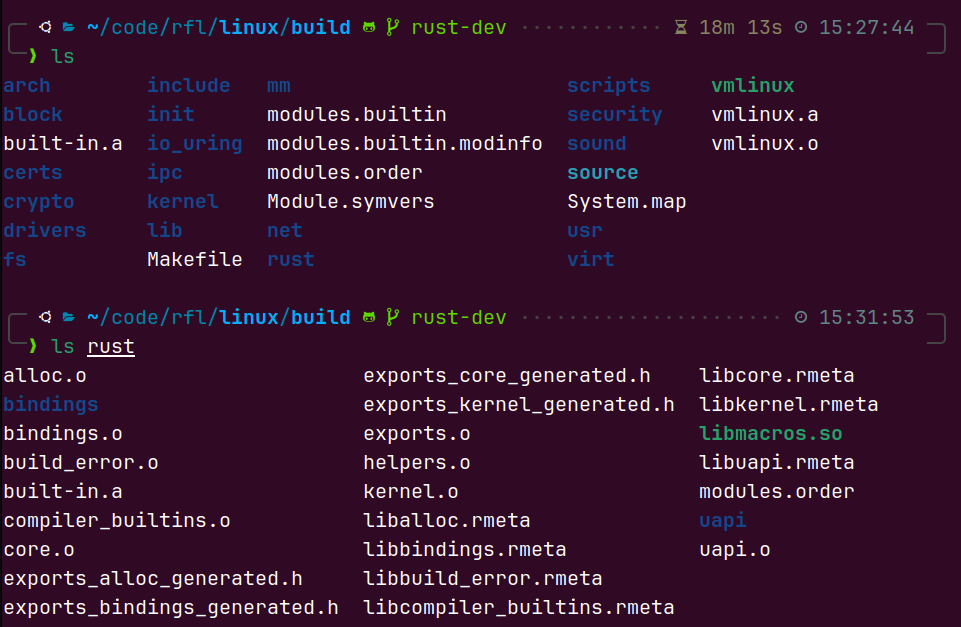 ~/code/rfl/linux/build rust-dev 18m 13s 15:27:44
❯ ls
arch include mm scripts vmlinux
block init modules.builtin security vmlinux.a
built-in.a io_uring modules.builtin.modinfo sound vmlinux.o
certs ipc modules.order source
crypto kernel Module.symvers System.map
drivers lib net usr
fs Makefile rust virt
~/code/rfl/linux/build rust-dev 15:31:53
❯ ls rust
alloc.o exports_core_generated.h libcore.rmeta
bindings exports_kernel_generated.h libkernel.rmeta
bindings.o exports.o libmacros.so
build_error.o helpers.o libuapi.rmeta
built-in.a kernel.o modules.order
compiler_builtins.o liballoc.rmeta uapi
core.o libbindings.rmeta uapi.o
exports_alloc_generated.h libbuild_error.rmeta
exports_bindings_generated.h libcompiler_builtins.rmeta